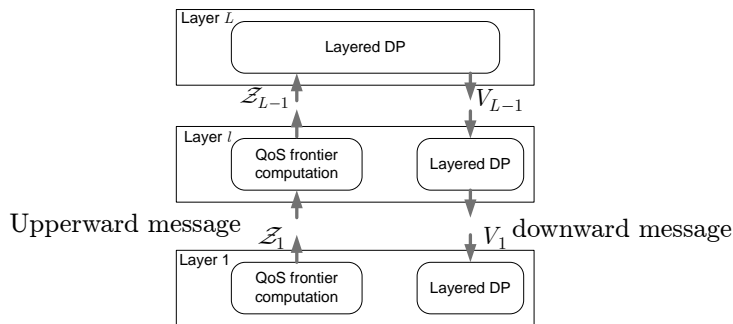 Layer L
Layered DP
𝒵_{L−1}
V_{L−1}
Layer l
QoS frontier
computation
Layered DP
Upperward message
𝒵_1
V_1 downward message
Layer 1
QoS frontier
computation
Layered DP